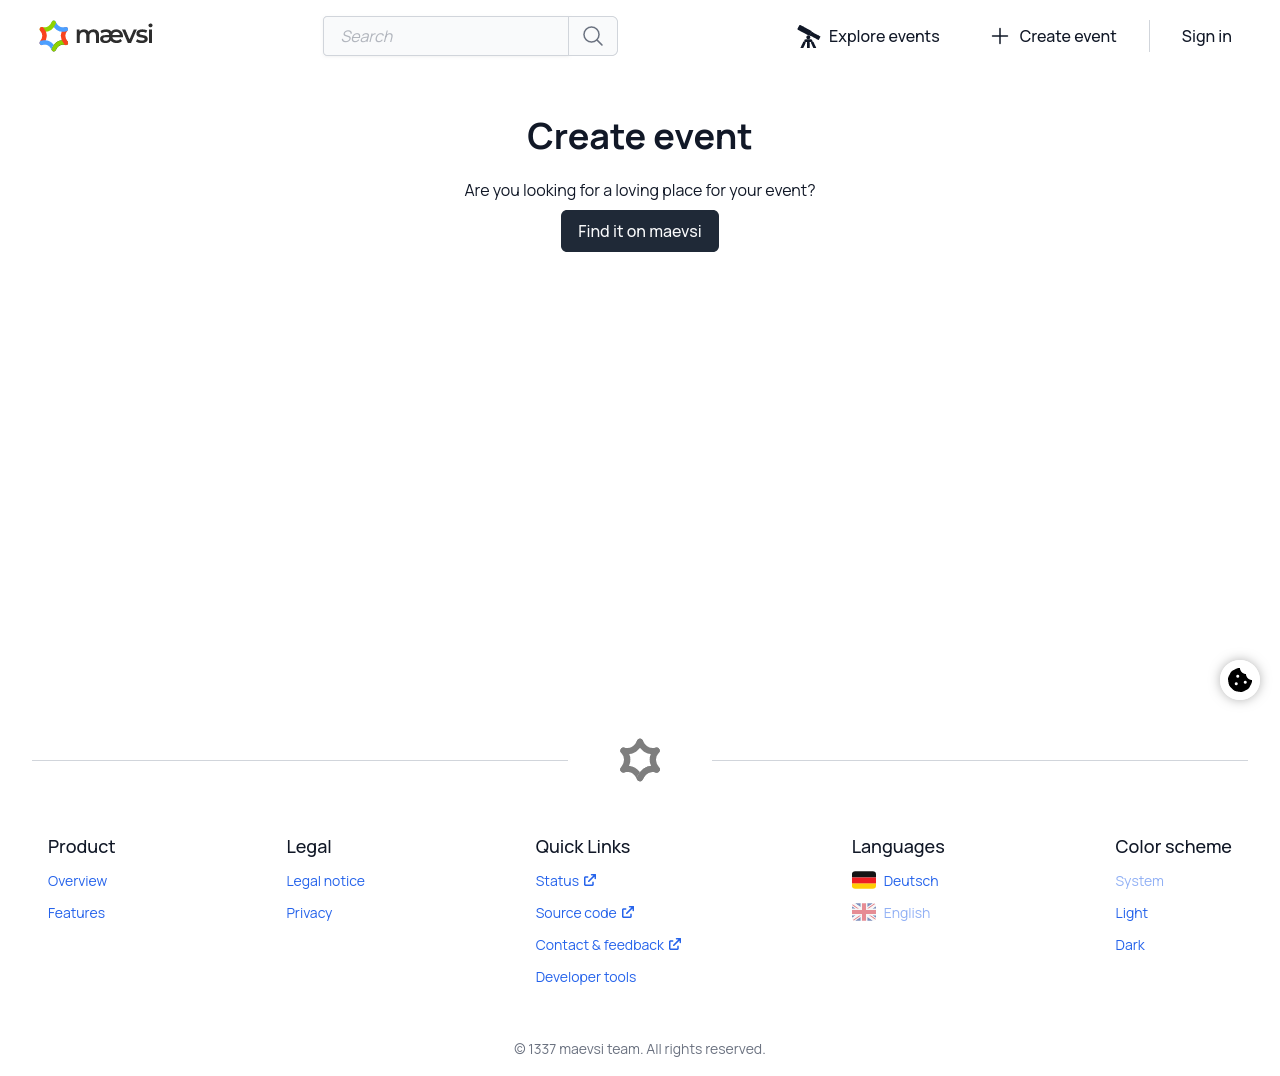 mævsi
Search
Explore events
Create event
Sign in
Create event
Are you looking for a loving place for your event?
Find it on maevsi
Product
Overview
Features
Legal
Legal notice
Privacy
Quick Links
Status
Source code
Contact & feedback
Developer tools
Languages
Deutsch
English
Color scheme
System
Light
Dark
© 1337 maevsi team. All rights reserved.